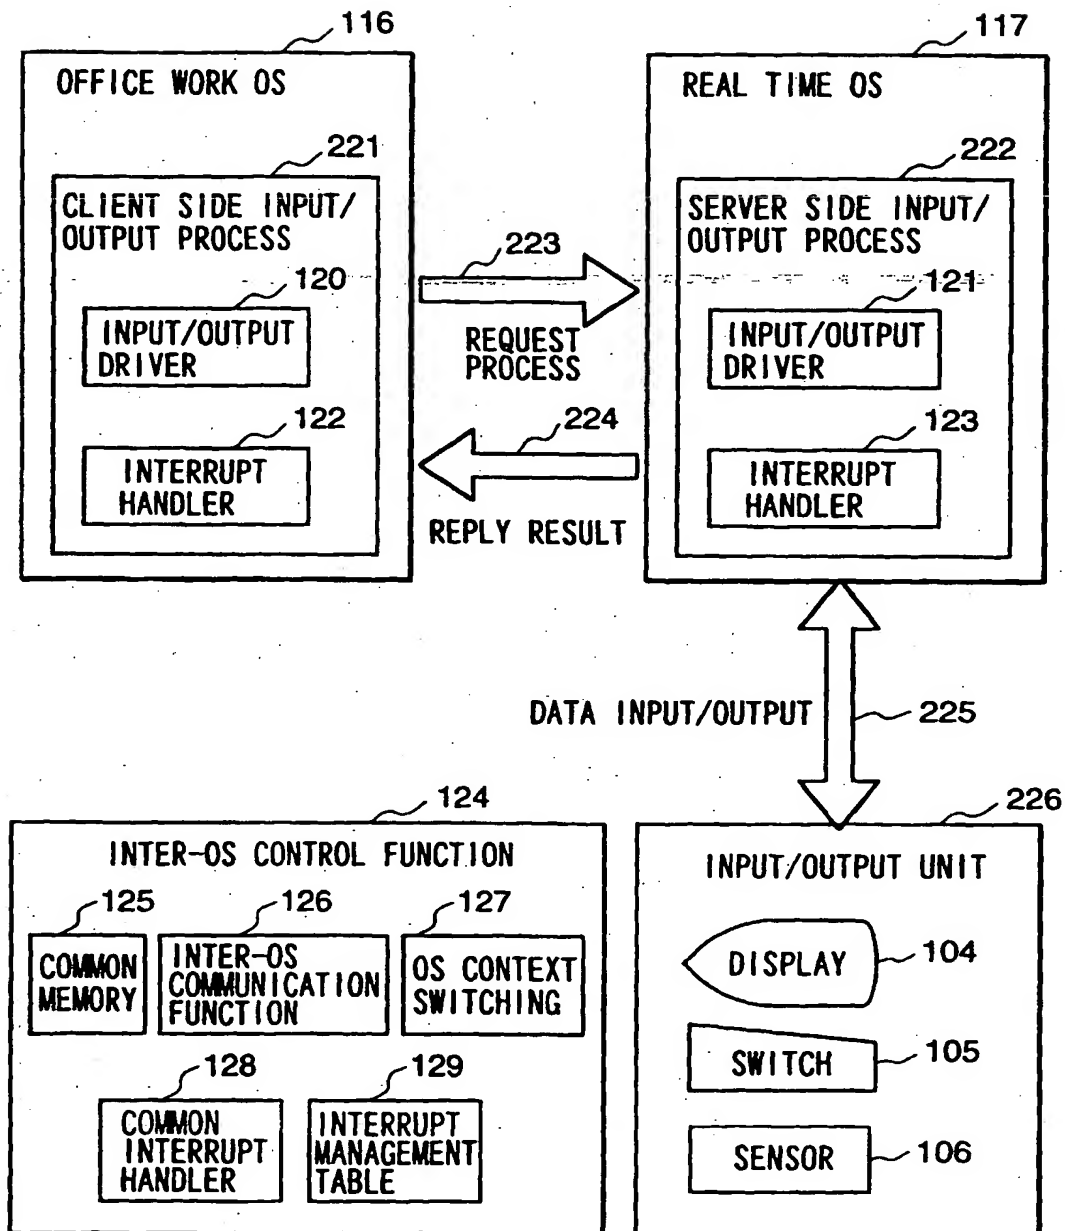 116
117
OFFICE WORK OS
REAL TIME OS
221
222
CLIENT SIDE INPUT/
OUTPUT PROCESS
SERVER SIDE INPUT/
OUTPUT PROCESS
223
120
121
INPUT/OUTPUT
DRIVER
REQUEST
PROCESS
INPUT/OUTPUT
DRIVER
122
224
123
INTERRUPT
HANDLER
INTERRUPT
HANDLER
REPLY RESULT
DATA INPUT/OUTPUT
225
124
226
INTER-OS CONTROL FUNCTION
INPUT/OUTPUT UNIT
125
126
127
COMMON
MEMORY
INTER-OS
COMMUNICATION
FUNCTION
OS CONTEXT
SWITCHING
DISPLAY
104
128
129
SWITCH
105
COMMON
INTERRUPT
HANDLER
INTERRUPT
MANAGEMENT
TABLE
SENSOR
106